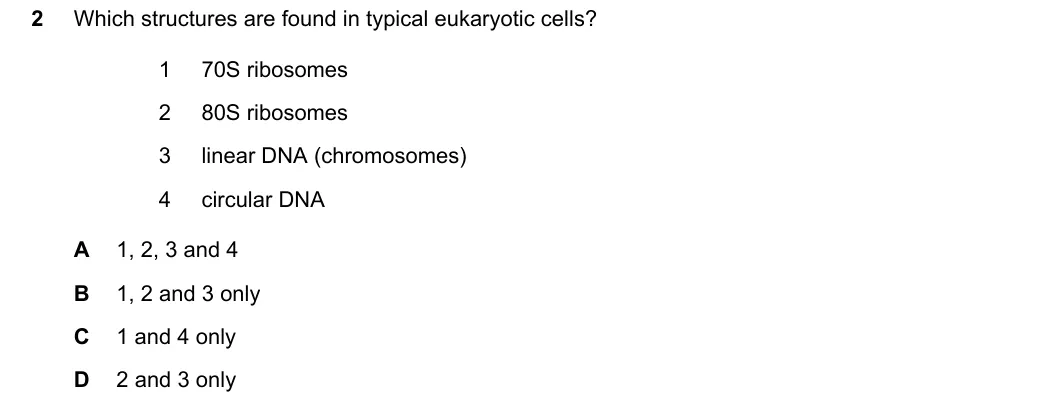 2 Which structures are found in typical eukaryotic cells?
1 70S ribosomes
2 80S ribosomes
3 linear DNA (chromosomes)
4 circular DNA
A 1, 2, 3 and 4
B 1, 2 and 3 only
C 1 and 4 only
D 2 and 3 only